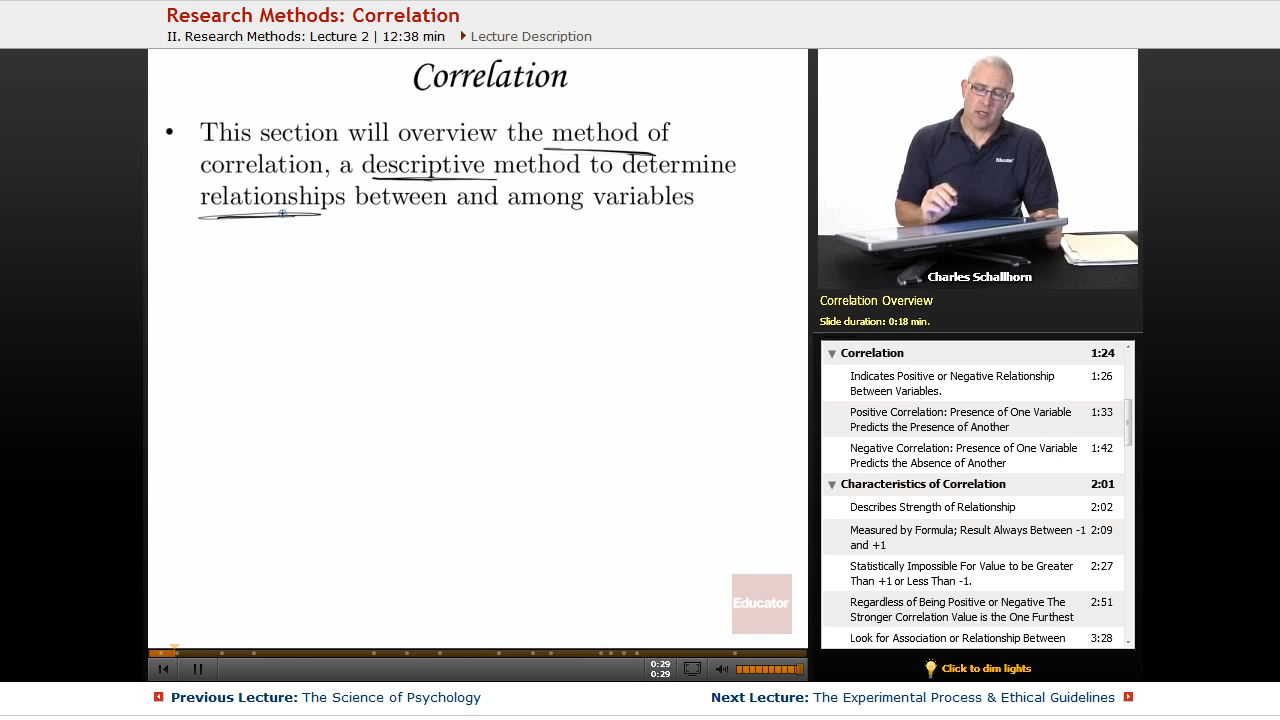 Research Methods: Correlation
II. Research Methods: Lecture 2 | 12:38 min
Lecture Description
Correlation
• This section will overview the method of
correlation, a descriptive method to determine
relationships between and among variables
Educator
Educator
Charles Schallhorn
Correlation Overview
Slide duration: 0:18 min.
Correlation 1:24
Indicates Positive or Negative Relationship 1:26
Between Variables.
Positive Correlation: Presence of One Variable 1:33
Predicts the Presence of Another
Negative Correlation: Presence of One Variable 1:42
Predicts the Absence of Another
Characteristics of Correlation 2:01
Describes Strength of Relationship 2:02
Measured by Formula; Result Always Between -1 2:09
and +1
Statistically Impossible For Value to be Greater 2:27
Than +1 or Less Than -1.
Regardless of Being Positive or Negative The 2:51
Stronger Correlation Value is the One Furthest
Look for Association or Relationship Between 3:28
0:29
0:29
Click to dim lights
Previous Lecture: The Science of Psychology
Next Lecture: The Experimental Process & Ethical Guidelines